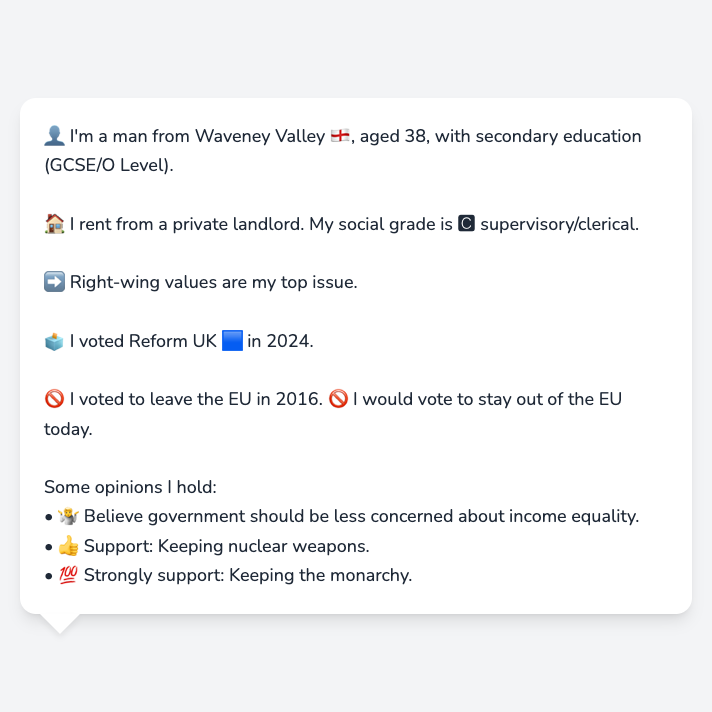 👤 I'm a man from Waveney Valley 🏴󠁧󠁢󠁥󠁮󠁧󠁿, aged 38, with secondary education
(GCSE/O Level).
🏠 I rent from a private landlord. My social grade is 🅲 supervisory/clerical.
➡️ Right-wing values are my top issue.
🗳️ I voted Reform UK 🟦 in 2024.
🚫 I voted to leave the EU in 2016. 🚫 I would vote to stay out of the EU
today.
Some opinions I hold:
• 🤷 Believe government should be less concerned about income equality.
• 👍 Support: Keeping nuclear weapons.
• 💯 Strongly support: Keeping the monarchy.